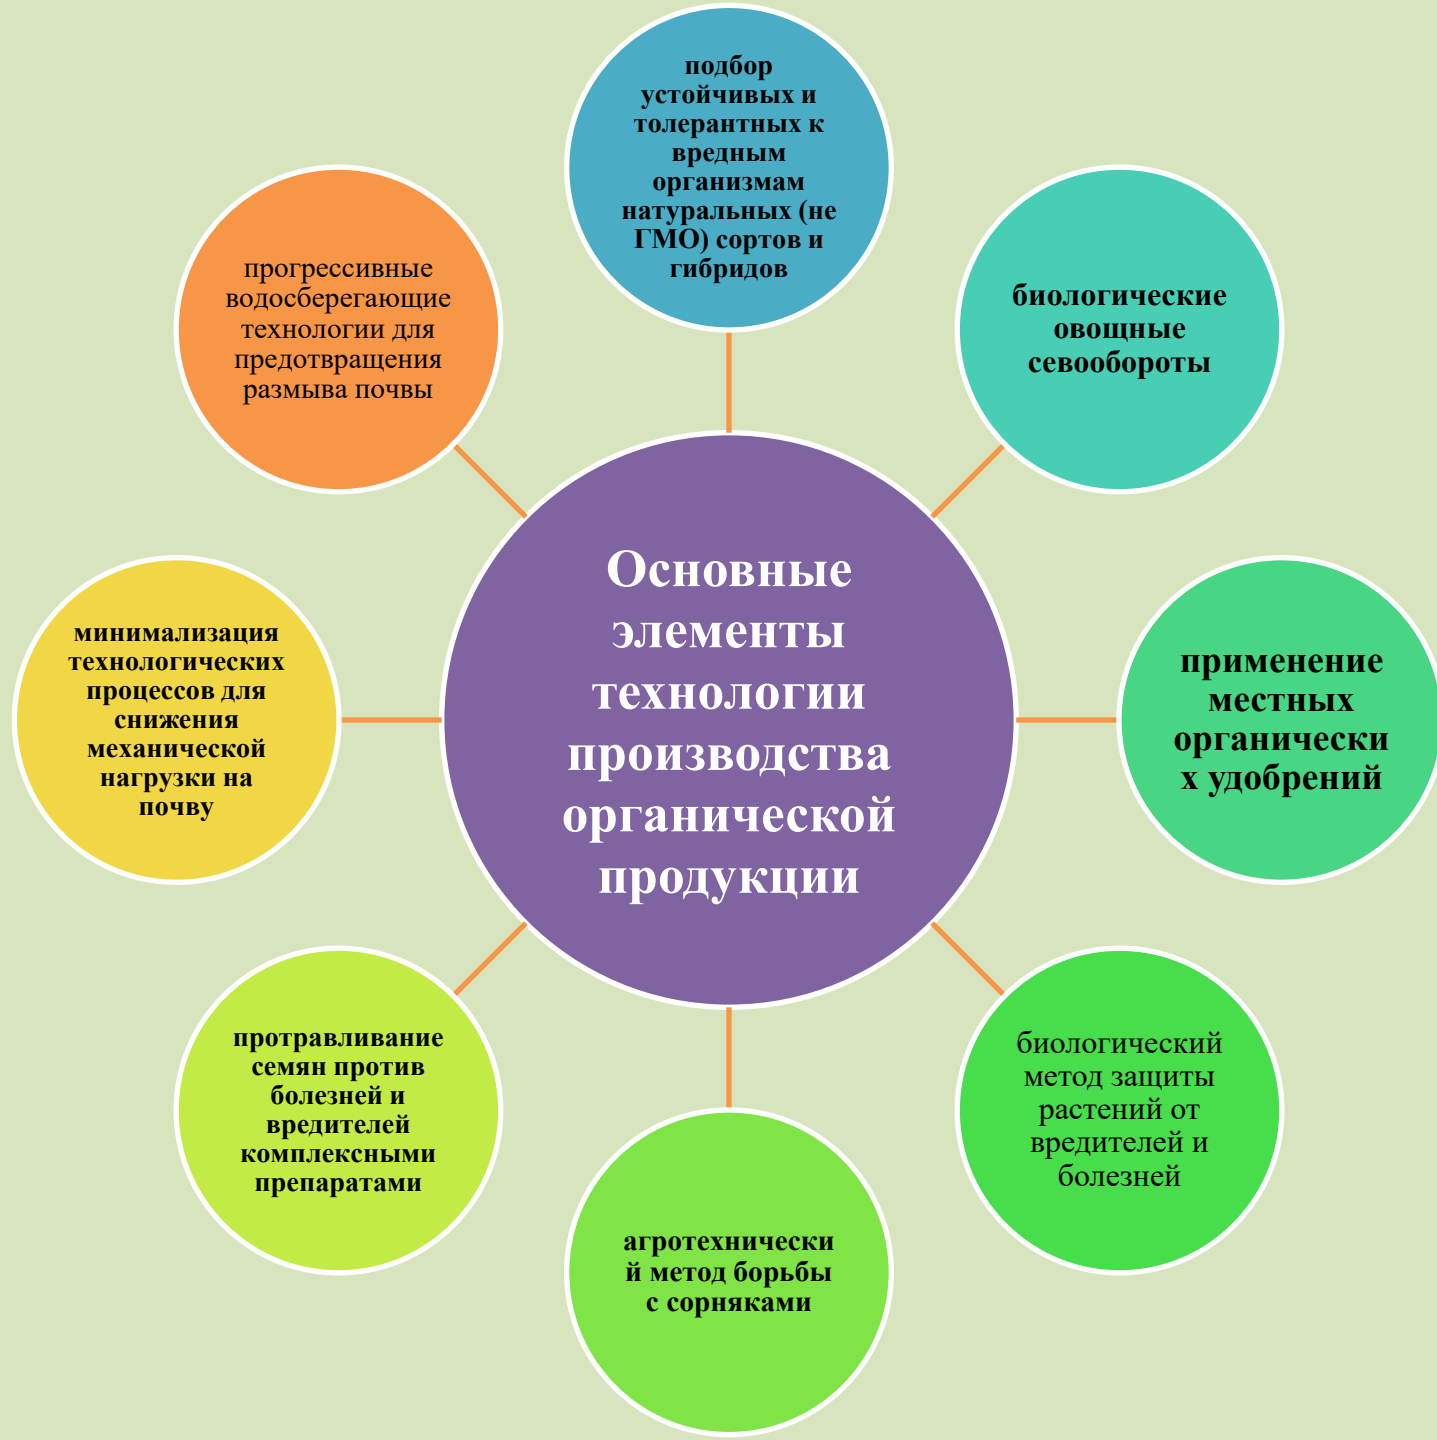 подбор
устойчивых и
толерантных к
вредным
организмам
натуральных (не
ГМО) сортов и
гибридов
биологические
овощные
севообороты
применение
местных
органически
х удобрений
биологический
метод защиты
растений от
вредителей и
болезней
агротехнически
й метод борьбы
с сорняками
протравливание
семян против
болезней и
вредителей
комплексными
препаратами
минимализация
технологических
процессов для
снижения
механической
нагрузки на
почву
прогрессивные
водосберегающие
технологии для
предотвращения
размыва почвы
Основные
элементы
технологии
производства
органической
продукции